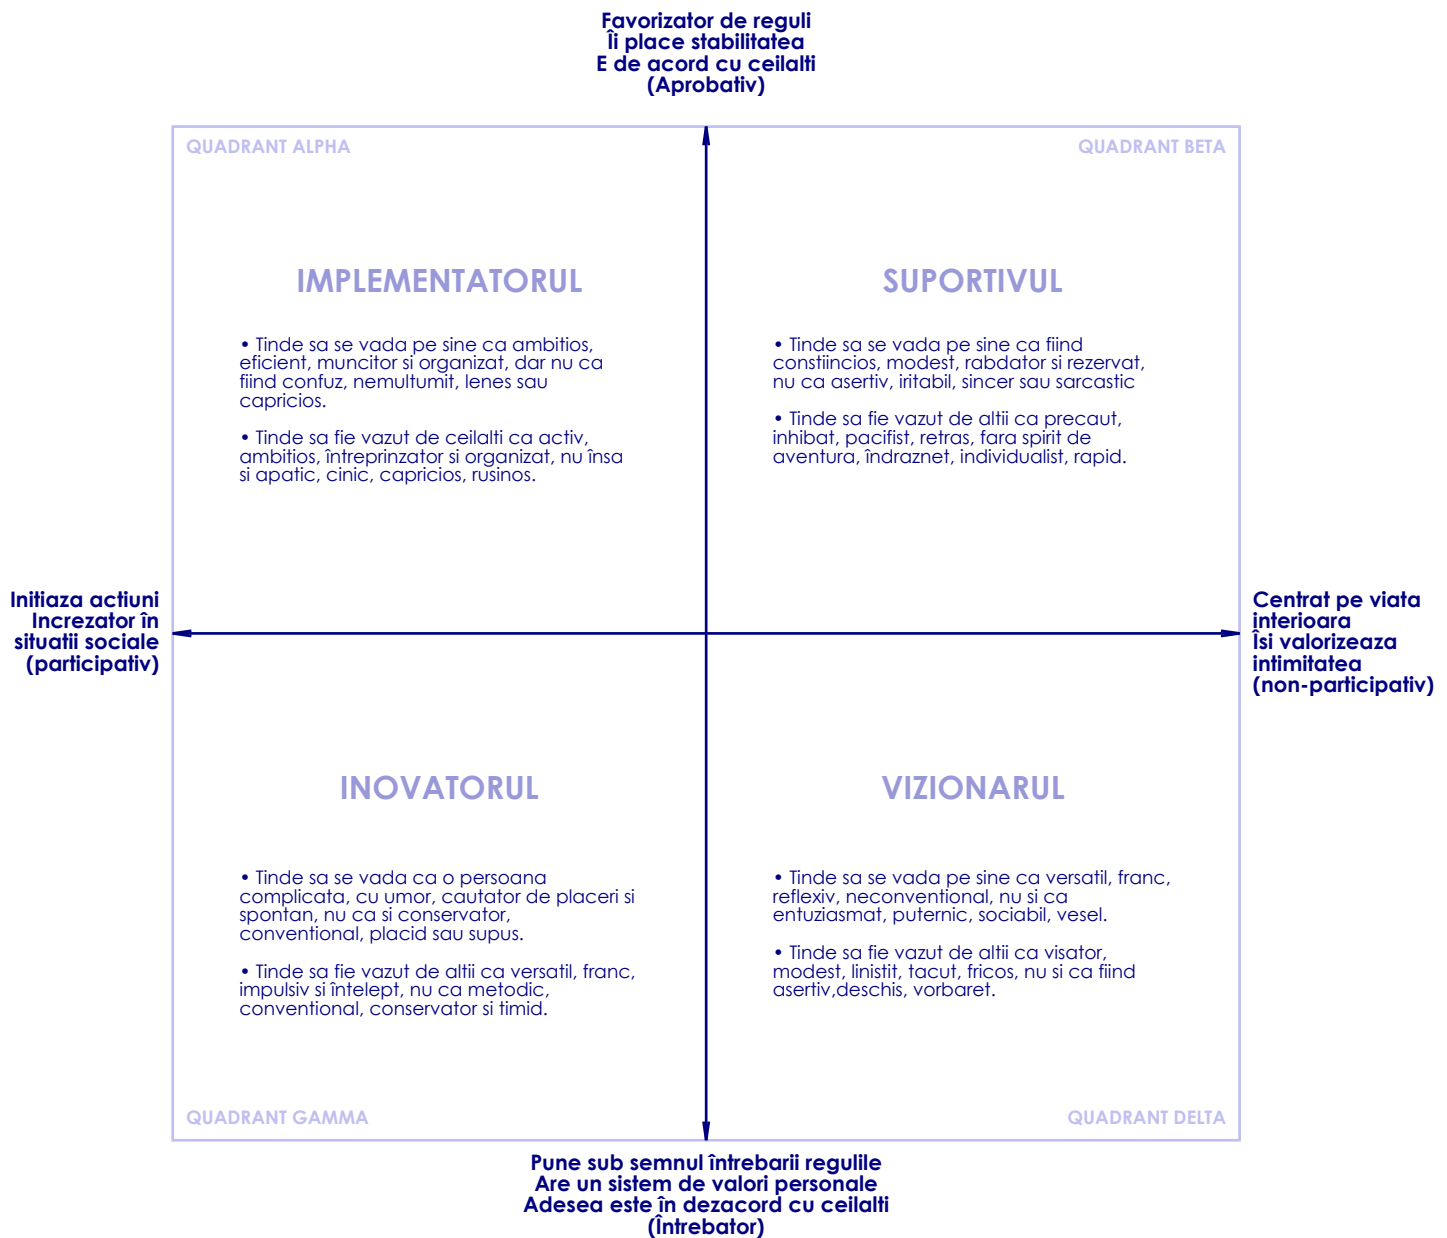 Favorizator de reguli
Îi place stabilitatea
E de acord cu ceilalti
(Aprobativ)
QUADRANT ALPHA
QUADRANT BETA
IMPLEMENTATORUL
• Tinde sa se vada pe sine ca ambitios,
eficient, muncitor si organizat, dar nu ca
fiind confuz, nemultumit, lenes sau
capricios.
• Tinde sa fie vazut de ceilalti ca activ,
ambitios, întreprinzator si organizat, nu însa
si apatic, cinic, capricios, rusinos.
SUPORTIVUL
• Tinde sa se vada pe sine ca fiind
constiincios, modest, rabdator si rezervat,
nu ca asertiv, iritabil, sincer sau sarcastic
• Tinde sa fie vazut de altii ca precaut,
inhibat, pacifist, retras, fara spirit de
aventura, îndraznet, individualist, rapid.
Initiaza actiuni
Increzator în
situatii sociale
(participativ)
Centrat pe viata
interioara
Îsi valorizeaza
intimitatea
(non-participativ)
INOVATORUL
• Tinde sa se vada ca o persoana
complicata, cu umor, cautator de placeri si
spontan, nu ca si conservator,
conventional, placid sau supus.
• Tinde sa fie vazut de altii ca versatil, franc,
impulsiv si întelept, nu ca metodic,
conventional, conservator si timid.
VIZIONARUL
• Tinde sa se vada pe sine ca versatil, franc,
reflexiv, neconventional, nu si ca
entuziasmat, puternic, sociabil, vesel.
• Tinde sa fie vazut de altii ca visator,
modest, linistit, tacut, fricos, nu si ca fiind
asertiv,deschis, vorbaret.
QUADRANT GAMMA
QUADRANT DELTA
Pune sub semnul întrebarii regulile
Are un sistem de valori personale
Adesea este în dezacord cu ceilalti
(Întrebator)